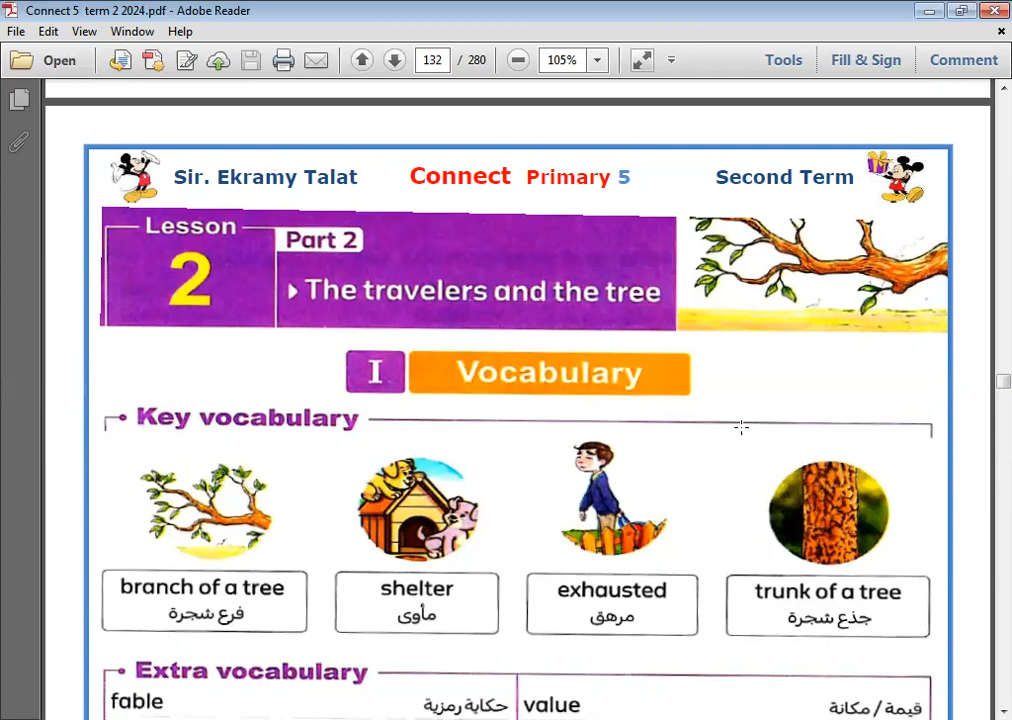 Connect 5 term 2 2024.pdf - Adobe Reader
File Edit View Window Help
Open 132 / 280 105% Tools Fill & Sign Comment
Sir. Ekramy Talat Connect Primary 5 Second Term
Lesson
2
Part 2
The travelers and the tree
I Vocabulary
Key vocabulary
branch of a tree
فرع شجرة
shelter
مأوى
exhausted
مرهق
trunk of a tree
جذع شجرة
Extra vocabulary
fable حكاية رمزية
value قيمة / مكانة